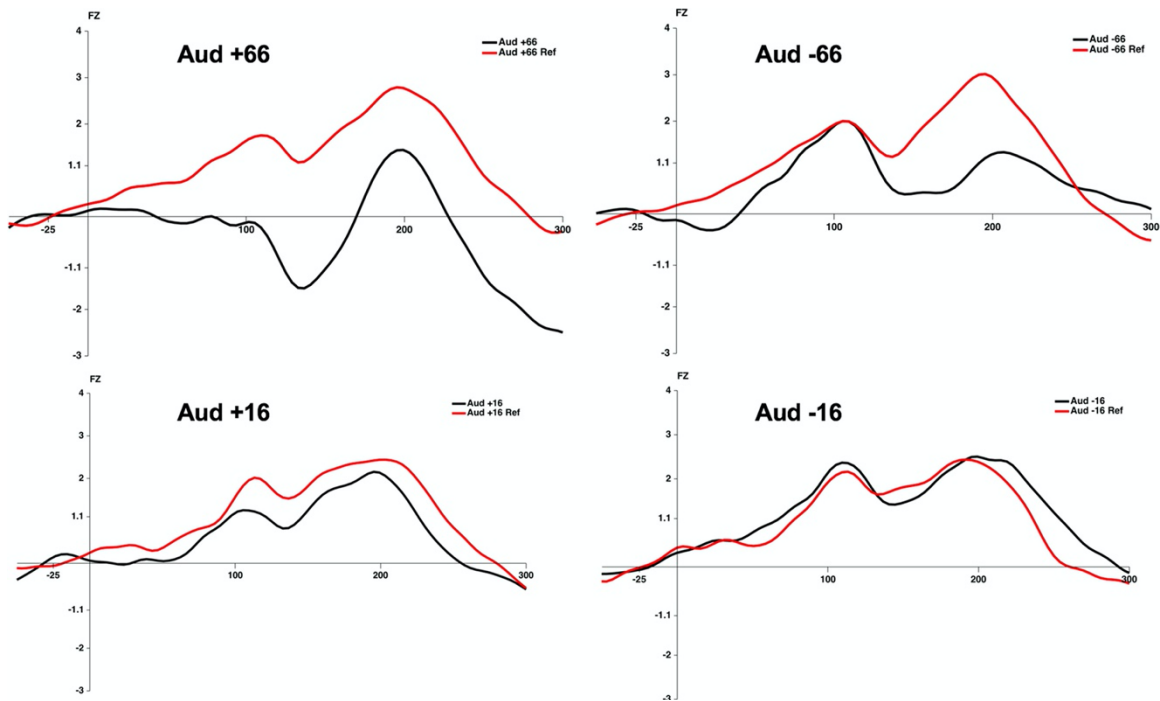 FZ
4
Aud +66
Aud +66
Aud +66 Ref
3
2
1.1
-25
100
200
300
-1.1
-2
-3
FZ
4
Aud -66
Aud -66
Aud -66 Ref
3
2
1.1
-25
100
200
300
-1.1
-2
-3
FZ
4
Aud +16
Aud +16
Aud +16 Ref
3
2
1.1
-25
100
200
300
-1.1
-2
-3
FZ
4
Aud -16
Aud -16
Aud -16 Ref
3
2
1.1
-25
100
200
300
-1.1
-2
-3